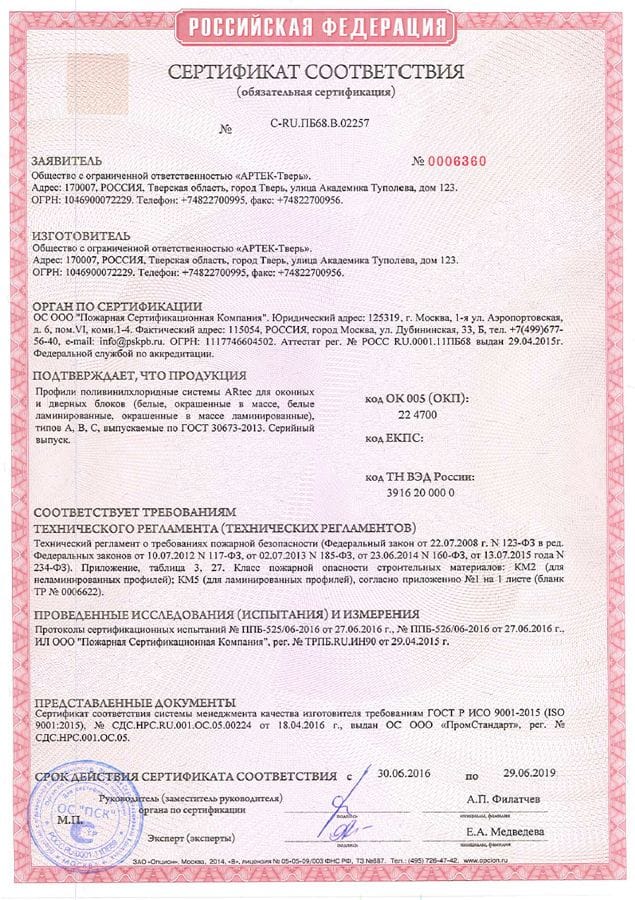 РОССИЙСКАЯ ФЕДЕРАЦИЯ
СЕРТИФИКАТ СООТВЕТСТВИЯ
(обязательная сертификация)
№ C-RU.ПБ68.В.02257
ЗАЯВИТЕЛЬ № 0006360
Общество с ограниченной ответственностью «АРТЕК-Тверь».
Адрес: 170007, РОССИЯ, Тверская область, город Тверь, улица Академика Туполева, дом 123.
ОГРН: 1046900072229. Телефон: +74822700995, факс: +74822700956.
ИЗГОТОВИТЕЛЬ
Общество с ограниченной ответственностью «АРТЕК-Тверь».
Адрес: 170007, РОССИЯ, Тверская область, город Тверь, улица Академика Туполева, дом 123.
ОГРН: 1046900072229. Телефон: +74822700995, факс: +74822700956.
ОРГАН ПО СЕРТИФИКАЦИИ
ОС ООО "Пожарная Сертификационная Компания". Юридический адрес: 125319, г. Москва, 1-я ул. Аэропортовская,
д. 6, пом.VI, комн.1-4. Фактический адрес: 115054, РОССИЯ, город Москва, ул. Дубининская, 33, Б, тел. +7(499)677-
56-40, e-mail: info@pskpb.ru. ОГРН: 1117746604502. Аттестат рег. № РОСС RU.0001.11ПБ68 выдан 29.04.2015г.
Федеральной службой по аккредитации.
ПОДТВЕРЖДАЕТ, ЧТО ПРОДУКЦИЯ
Профили поливинилхлоридные системы ARtec для оконных
и дверных блоков (белые, окрашенные в массе, белые
ламинированные, окрашенные в массе ламинированные),
типов А, В, С, выпускаемые по ГОСТ 30673-2013. Серийный
выпуск.
код ОК 005 (ОКП):
22 4700
код ЕКПС:
код ТН ВЭД России:
3916 20 000 0
СООТВЕТСТВУЕТ ТРЕБОВАНИЯМ
ТЕХНИЧЕСКОГО РЕГЛАМЕНТА (ТЕХНИЧЕСКИХ РЕГЛАМЕНТОВ)
Технический регламент о требованиях пожарной безопасности (Федеральный закон от 22.07.2008 г. N 123-ФЗ в ред.
Федеральных законов от 10.07.2012 N 117-ФЗ, от 02.07.2013 N 185-ФЗ, от 23.06.2014 N 160-ФЗ, от 13.07.2015 года N
234-ФЗ). Приложение, таблица 3, 27. Класс пожарной опасности строительных материалов: КМ2 (для
неламинированных профилей); КМ5 (для ламинированных профилей), согласно приложению №1 на 1 листе (бланк
ТР № 0006622).
ПРОВЕДЕННЫЕ ИССЛЕДОВАНИЯ (ИСПЫТАНИЯ) И ИЗМЕРЕНИЯ
Протоколы сертификационных испытаний № ППБ-525/06-2016 от 27.06.2016 г., № ППБ-526/06-2016 от 27.06.2016 г.,
ИЛ ООО "Пожарная Сертификационная Компания", рег. № ТРПБ.RU.ИН90 от 29.04.2015 г.
ПРЕДСТАВЛЕННЫЕ ДОКУМЕНТЫ
Сертификат соответствия системы менеджмента качества изготовителя требованиям ГОСТ Р ИСО 9001-2015 (ISO
9001:2015), № СДС.НРС.RU.001.ОС.05.00224 от 18.04.2016 г., выдан ОС ООО «ПромСтандарт», рег. №
СДС.НРС.001.ОС.05.
СРОК ДЕЙСТВИЯ СЕРТИФИКАТА СООТВЕТСТВИЯ с 30.06.2016 по 29.06.2019
Руководитель (заместитель руководителя)
органа по сертификации
А.П. Филатчев
подпись
инициалы, фамилия
М.П.
ОС "ПСК"
ТР
Эксперт (эксперты)
Е.А. Медведева
подпись
инициалы, фамилия
ЗАО «Опцион», Москва, 2014, «В», лицензия № 05-05-09/003 ФНС РФ, ТЗ №687. Тел.: (495) 726-47-42, www.opcion.ru